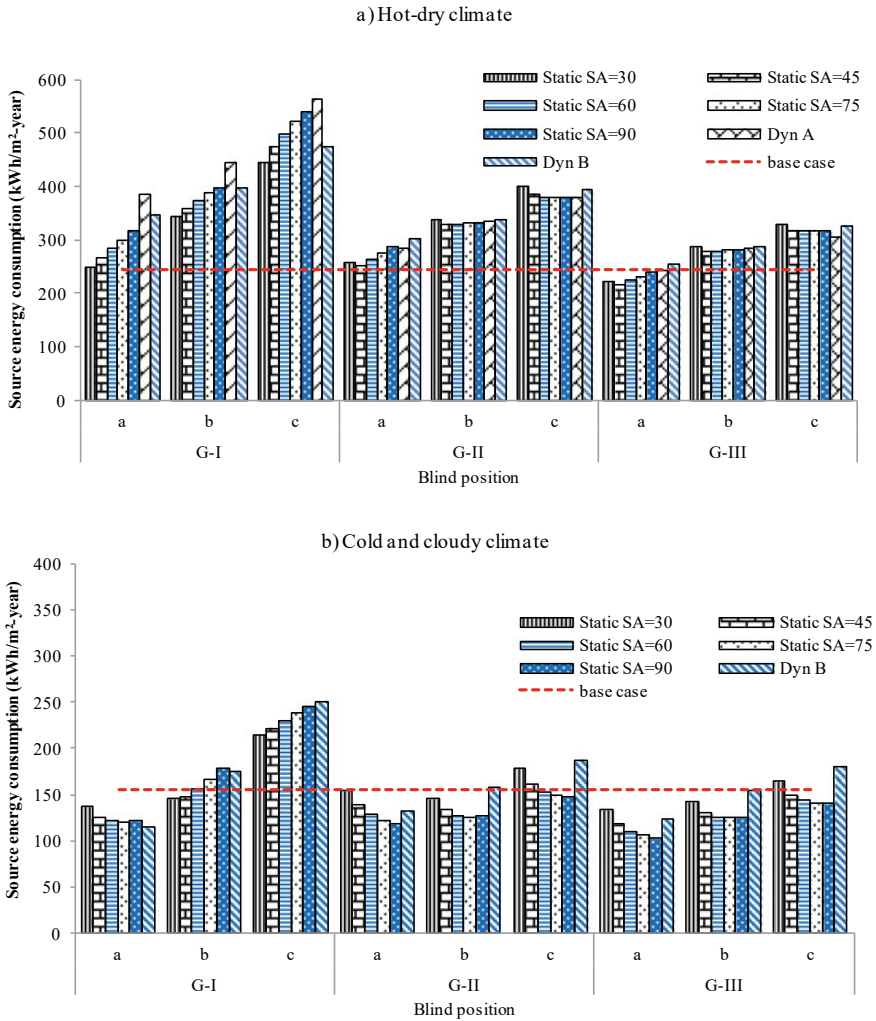 a) Hot-dry climate
Source energy consumption (kWh/m²-year)
600
500
400
300
200
100
0
Static SA=30
Static SA=45
Static SA=60
Static SA=75
Static SA=90
Dyn A
Dyn B
base case
a b c a b c a b c
G-I G-II G-III
Blind position
b) Cold and cloudy climate
Source energy consumption (kWh/m²-year)
400
350
300
250
200
150
100
50
0
Static SA=30
Static SA=45
Static SA=60
Static SA=75
Static SA=90
Dyn B
base case
a b c a b c a b c
G-I G-II G-III
Blind position